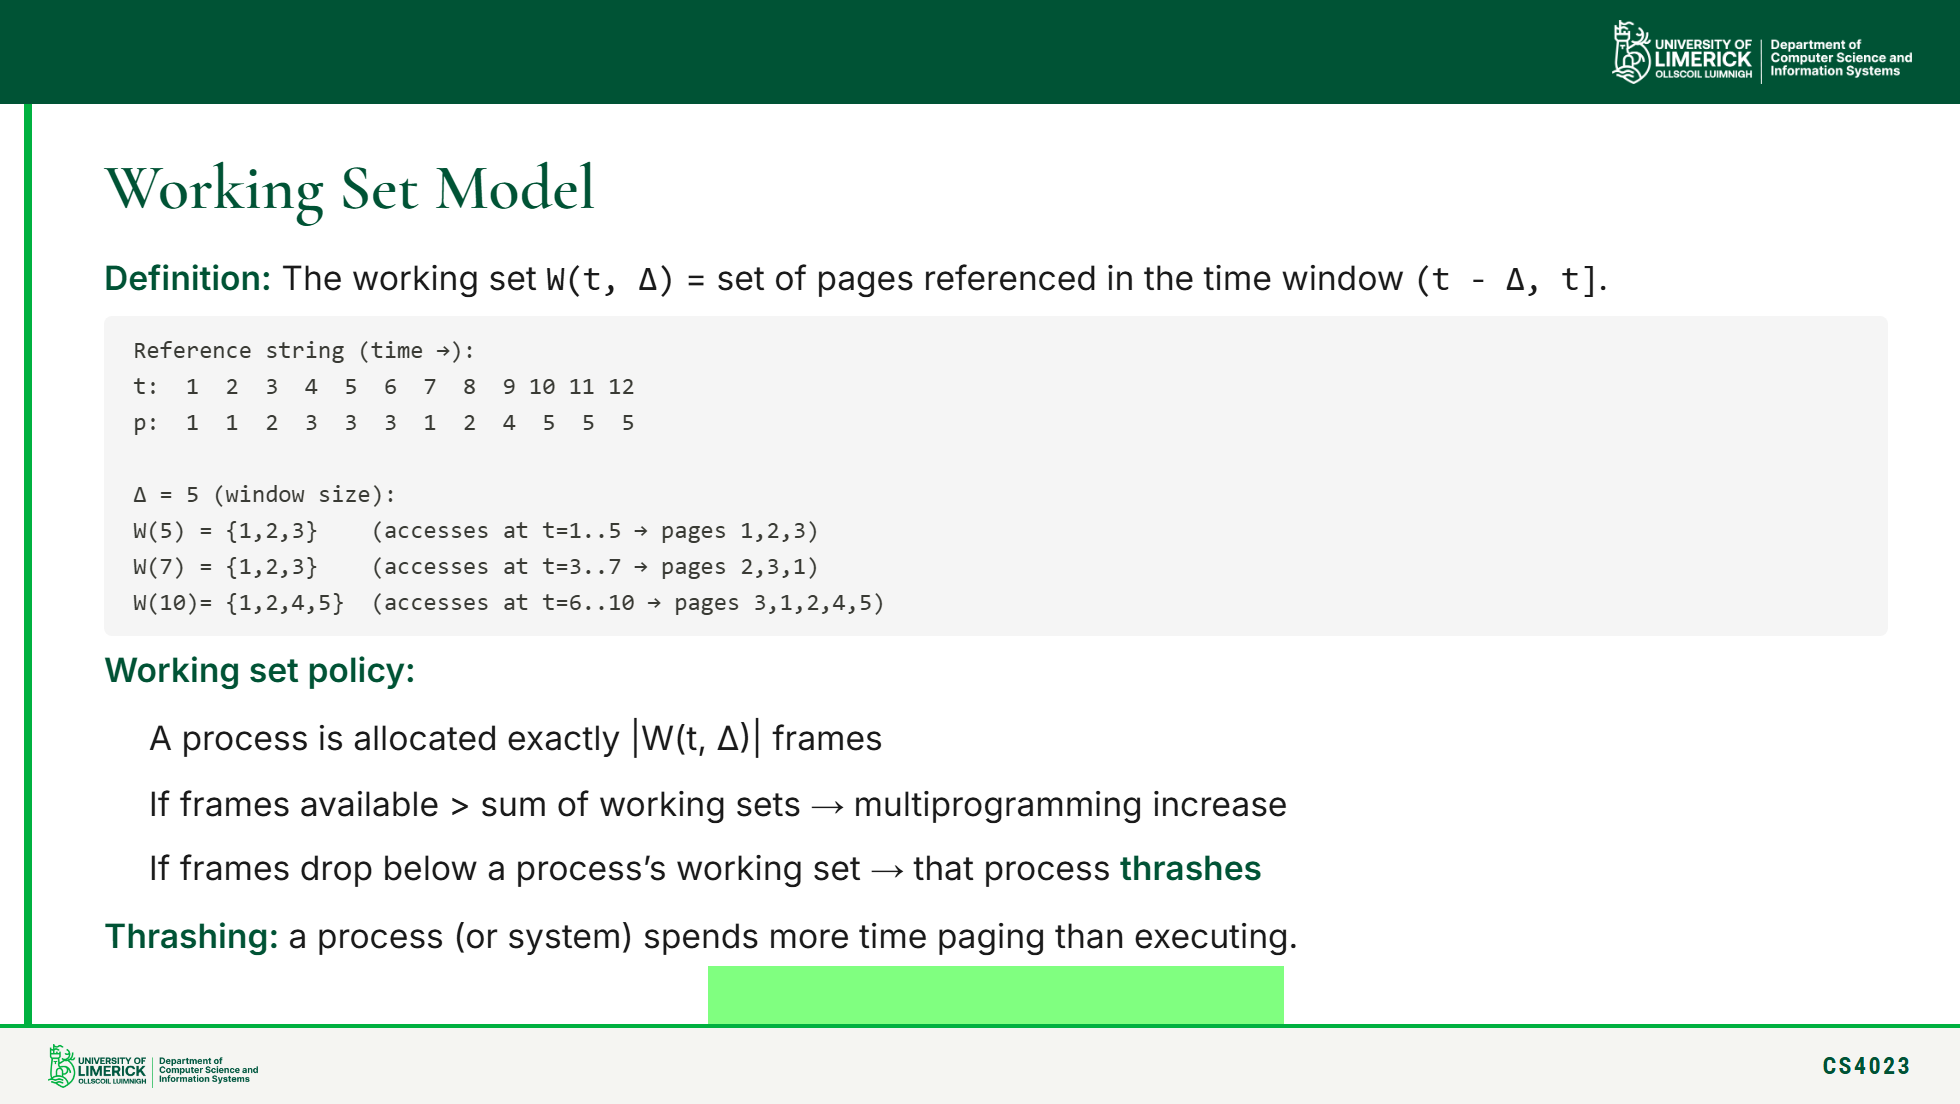 UNIVERSITY OF
LIMERICK
OLLSCOIL LUIMNIGH
Department of
Computer Science and
Information Systems
Working Set Model
Definition: The working set W(t, Δ) = set of pages referenced in the time window (t - Δ, t].
Reference string (time →):
t:  1  2  3  4  5  6  7  8  9 10 11 12
p:  1  1  2  3  3  3  1  2  4  5  5  5
Δ = 5 (window size):
W(5) = {1,2,3}    (accesses at t=1..5 → pages 1,2,3)
W(7) = {1,2,3}    (accesses at t=3..7 → pages 2,3,1)
W(10)= {1,2,4,5}  (accesses at t=6..10 → pages 3,1,2,4,5)
Working set policy:
A process is allocated exactly |W(t, Δ)| frames
If frames available > sum of working sets → multiprogramming increase
If frames drop below a process’s working set → that process thrashes
Thrashing: a process (or system) spends more time paging than executing.
UNIVERSITY OF
LIMERICK
OLLSCOIL LUIMNIGH
Department of
Computer Science and
Information Systems
CS4023